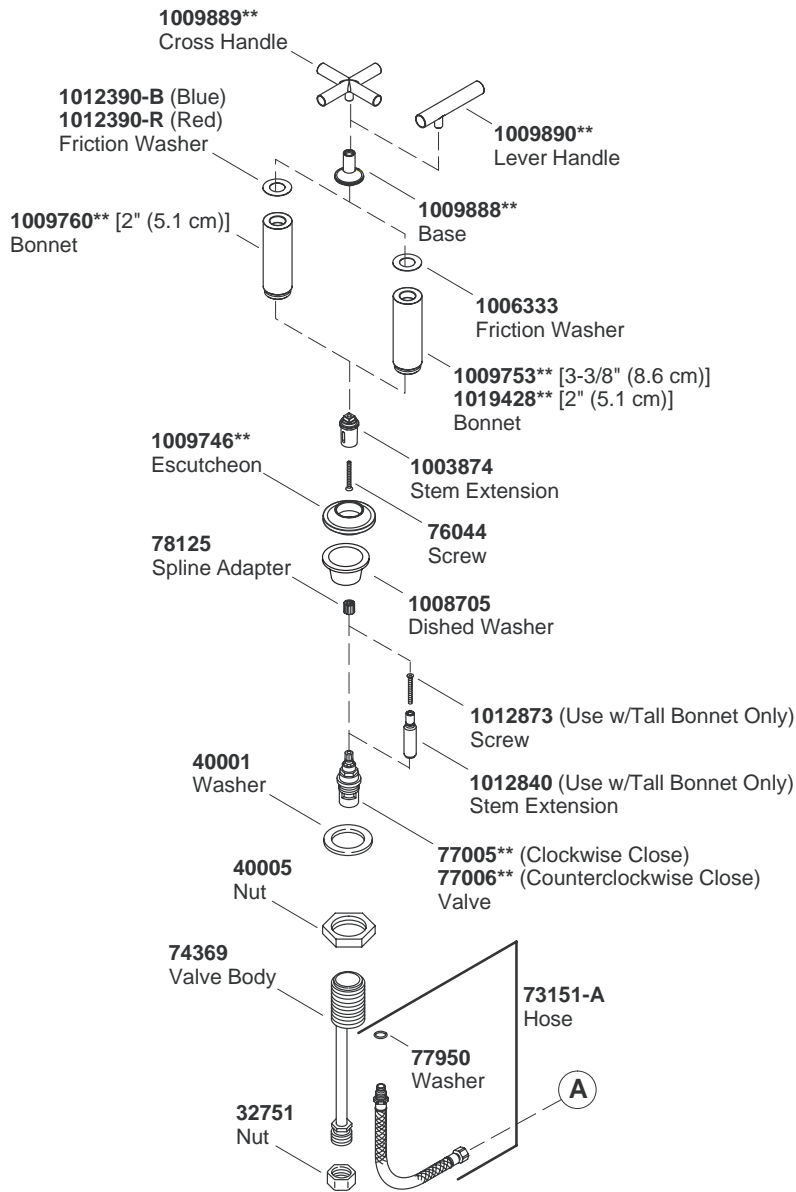 1009889**
Cross Handle
1012390-B (Blue)
1012390-R (Red)
Friction Washer
1009890**
Lever Handle
1009760** [2" (5.1 cm)]
Bonnet
1009888**
Base
1006333
Friction Washer
1009753** [3-3/8" (8.6 cm)]
1019428** [2" (5.1 cm)]
Bonnet
1009746**
Escutcheon
1003874
Stem Extension
76044
Screw
78125
Spline Adapter
1008705
Dished Washer
1012873 (Use w/Tall Bonnet Only)
Screw
40001
Washer
1012840 (Use w/Tall Bonnet Only)
Stem Extension
77005** (Clockwise Close)
77006** (Counterclockwise Close)
Valve
40005
Nut
74369
Valve Body
73151-A
Hose
77950
Washer
A
32751
Nut